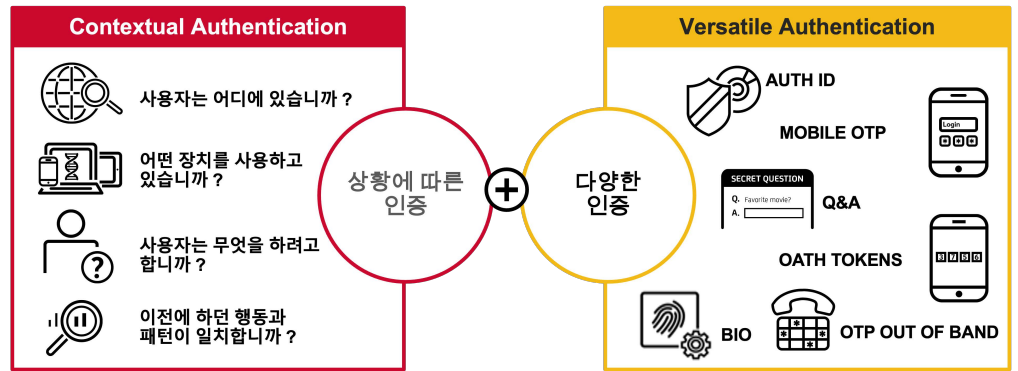 Contextual Authentication
사용자는 어디에 있습니까 ?
어떤 장치를 사용하고
있습니까 ?
사용자는 무엇을 하려고
합니까 ?
이전에 하던 행동과
패턴이 일치합니까 ?
상황에 따른
인증
다양한
인증
Versatile Authentication
AUTH ID
MOBILE OTP
Login
SECRET QUESTION
Q. Favorite movie?
A.
Q&A
OATH TOKENS
8750
BIO
OTP OUT OF BAND